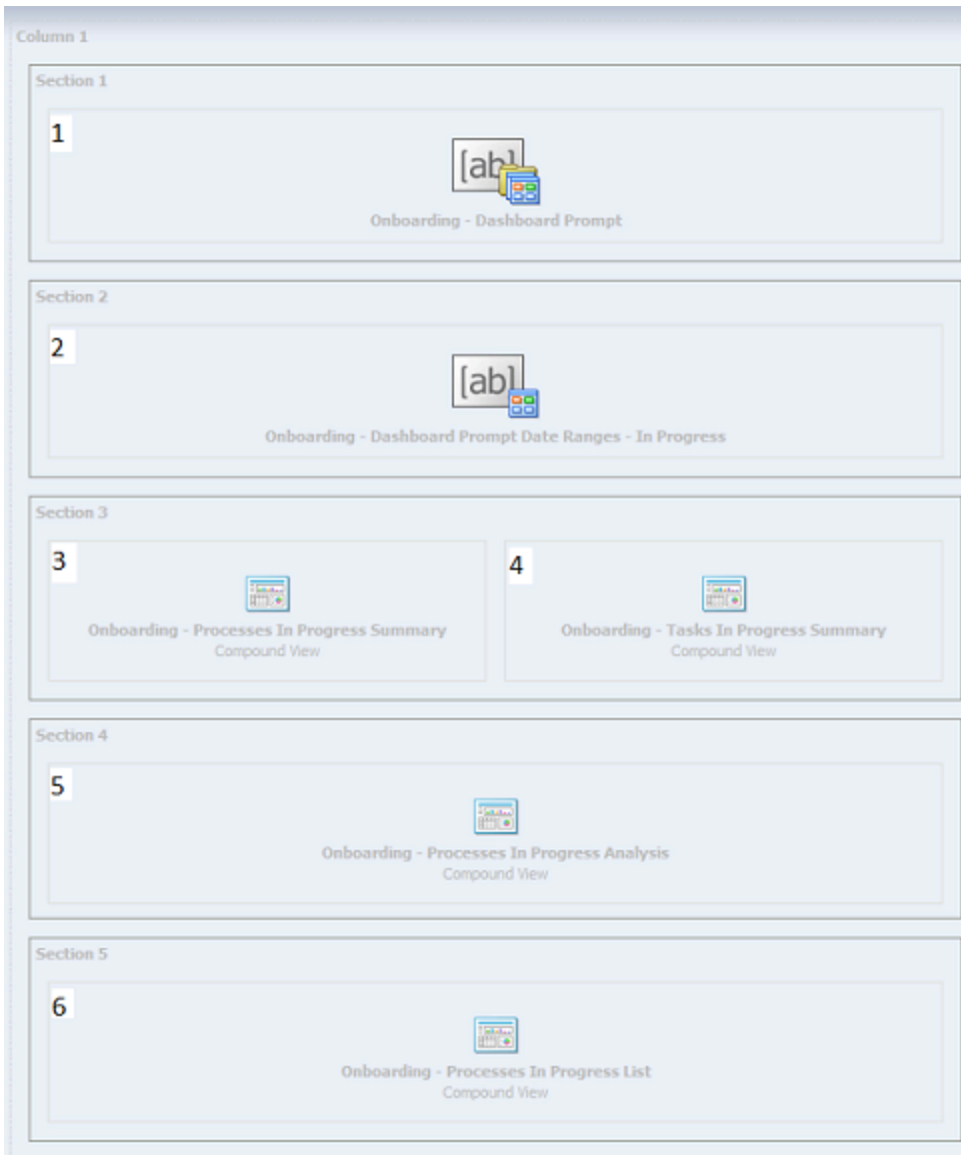 Column 1
Section 1
1
[ab]
Onboarding - Dashboard Prompt
Section 2
2
[ab]
Onboarding - Dashboard Prompt Date Ranges - In Progress
Section 3
3
Onboarding - Processes In Progress Summary
Compound View
4
Onboarding - Tasks In Progress Summary
Compound View
Section 4
5
Onboarding - Processes In Progress Analysis
Compound View
Section 5
6
Onboarding - Processes In Progress List
Compound View